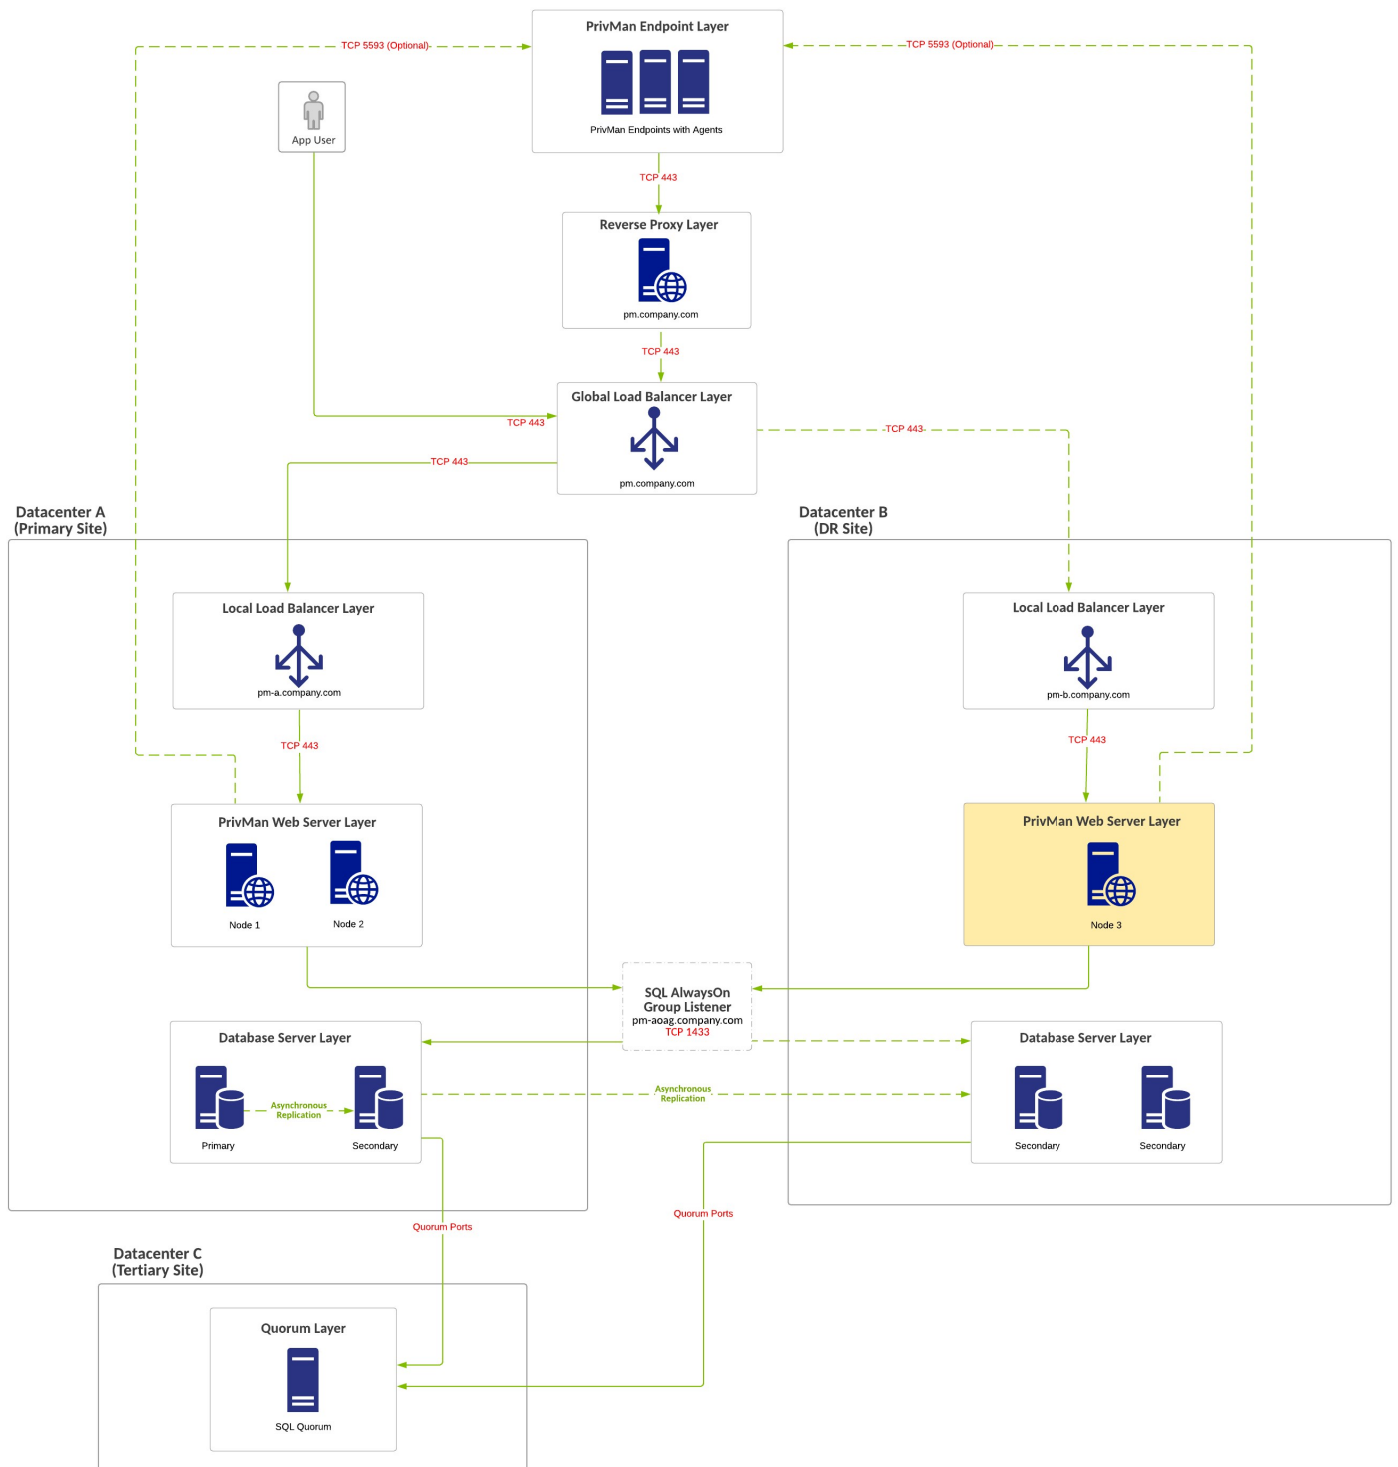 PrivMan Endpoint Layer
TCP 5593 (Optional)
TCP 5593 (Optional)
PrivMan Endpoints with Agents
App User
TCP 443
Reverse Proxy Layer
pm.company.com
TCP 443
Global Load Balancer Layer
TCP 443
TCP 443
TCP 443
pm.company.com
Datacenter A
(Primary Site)
Datacenter B
(DR Site)
Local Load Balancer Layer
pm-a.company.com
Local Load Balancer Layer
pm-b.company.com
TCP 443
TCP 443
PrivMan Web Server Layer
Node 1
Node 2
PrivMan Web Server Layer
Node 3
SQL AlwaysOn
Group Listener
pm-aoag.company.com
TCP 1433
Database Server Layer
Asynchronous
Replication
Primary
Secondary
Asynchronous
Replication
Database Server Layer
Secondary
Secondary
Quorum Ports
Quorum Ports
Datacenter C
(Tertiary Site)
Quorum Layer
SQL Quorum